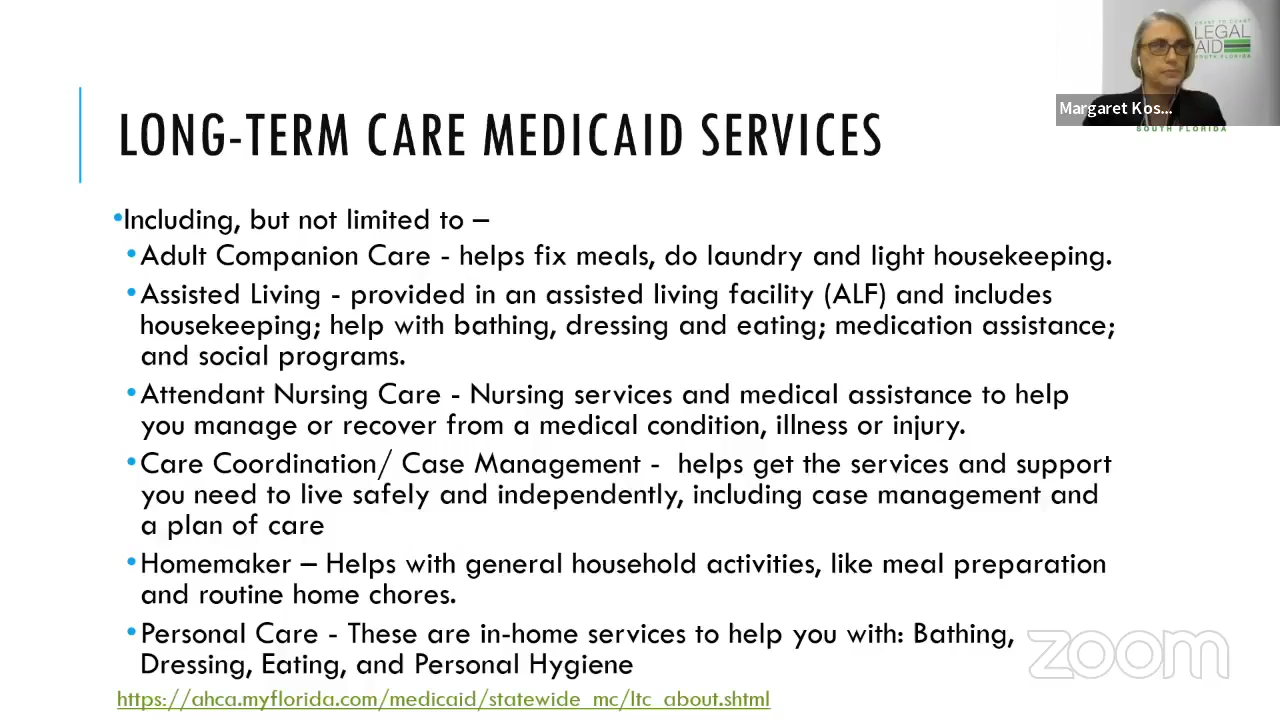 COAST TO COAST
LEGAL
AID
SOUTH FLORIDA
Margaret Kos...
SOUTH FLORIDA
LONG-TERM CARE MEDICAID SERVICES
•Including, but not limited to –
•Adult Companion Care - helps fix meals, do laundry and light housekeeping.
•Assisted Living - provided in an assisted living facility (ALF) and includes
housekeeping; help with bathing, dressing and eating; medication assistance;
and social programs.
•Attendant Nursing Care - Nursing services and medical assistance to help
you manage or recover from a medical condition, illness or injury.
•Care Coordination/ Case Management - helps get the services and support
you need to live safely and independently, including case management and
a plan of care
•Homemaker – Helps with general household activities, like meal preparation
and routine home chores.
•Personal Care - These are in-home services to help you with: Bathing,
Dressing, Eating, and Personal Hygiene
zoom
https://ahca.myflorida.com/medicaid/statewide_mc/ltc_about.shtml